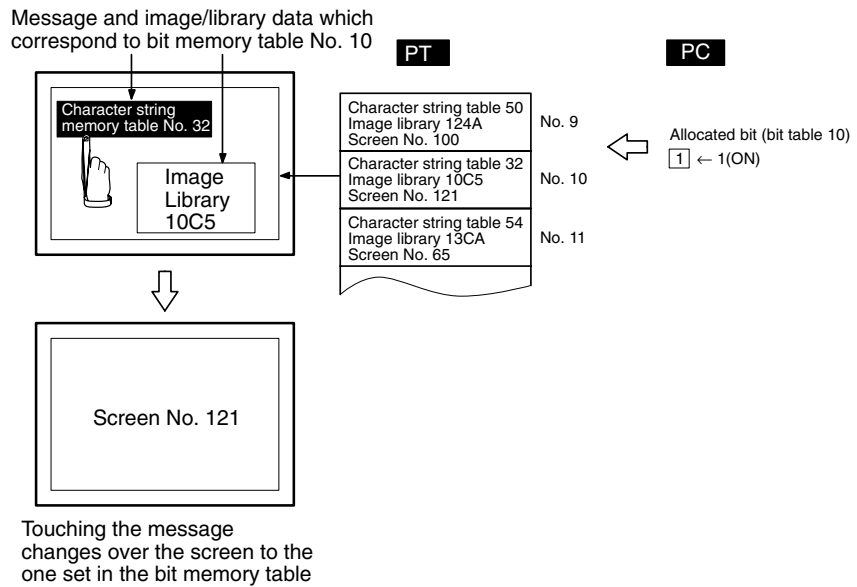 Message and image/library data which
correspond to bit memory table No. 10
PT
PC
Character string
memory table No. 32
Image
Library
10C5
Character string table 50
Image library 124A
Screen No. 100
No. 9
Character string table 32
Image library 10C5
Screen No. 121
No. 10
Character string table 54
Image library 13CA
Screen No. 65
No. 11
Allocated bit (bit table 10)
1 ← 1(ON)
Screen No. 121
Touching the message
changes over the screen to the
one set in the bit memory table